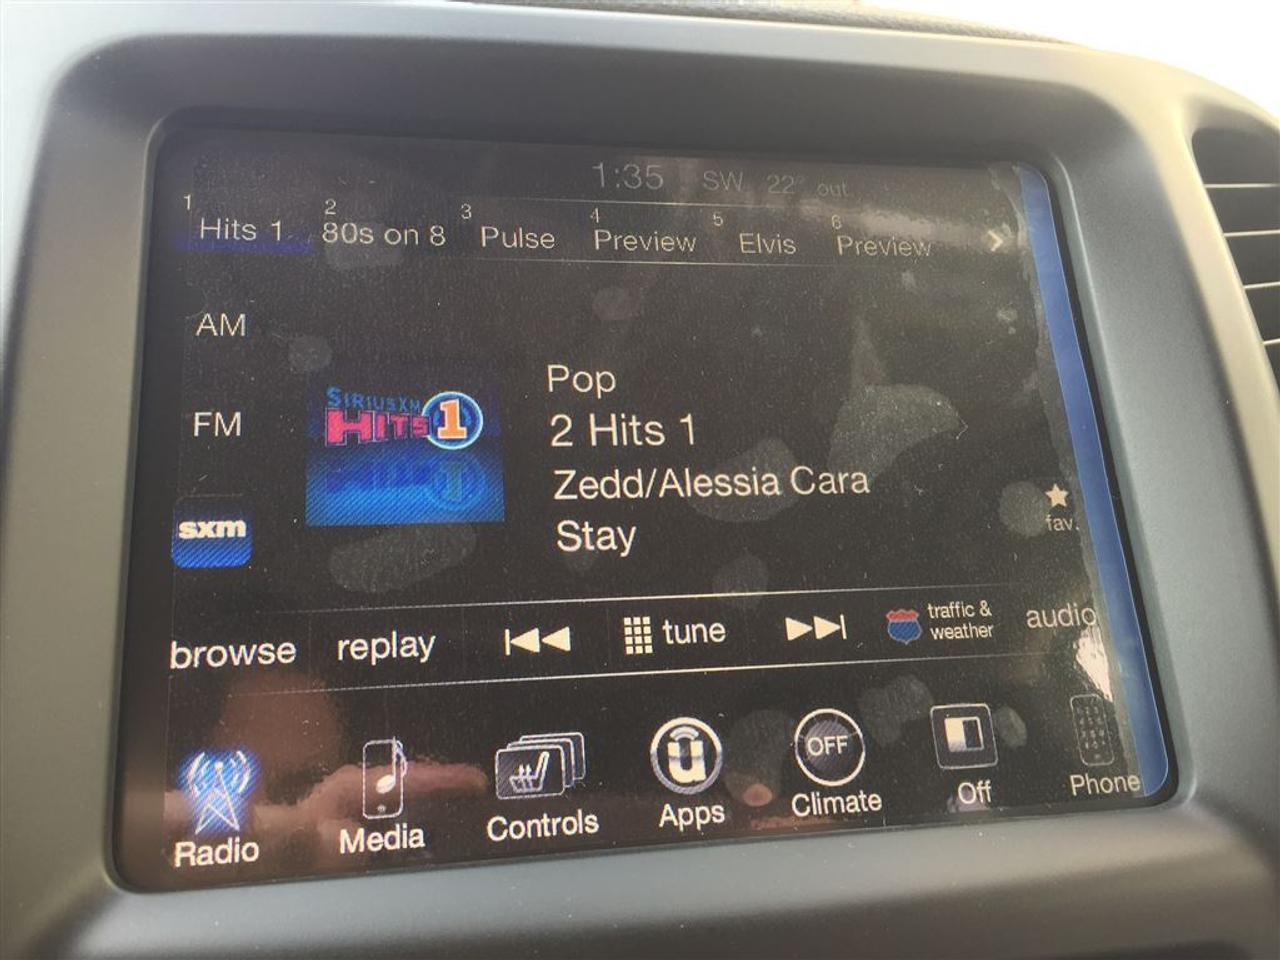 1:35 SW 22° out
1 Hits 1 2 80s on 8 3 Pulse 4 Preview 5 Elvis 6 Preview
AM
FM
sxm
SIRIUSXM
HITS 1
Pop
2 Hits 1
Zedd/Alessia Cara
Stay
fav.
browse replay tune traffic & weather audio
OFF
Radio Media Controls Apps Climate Off Phone